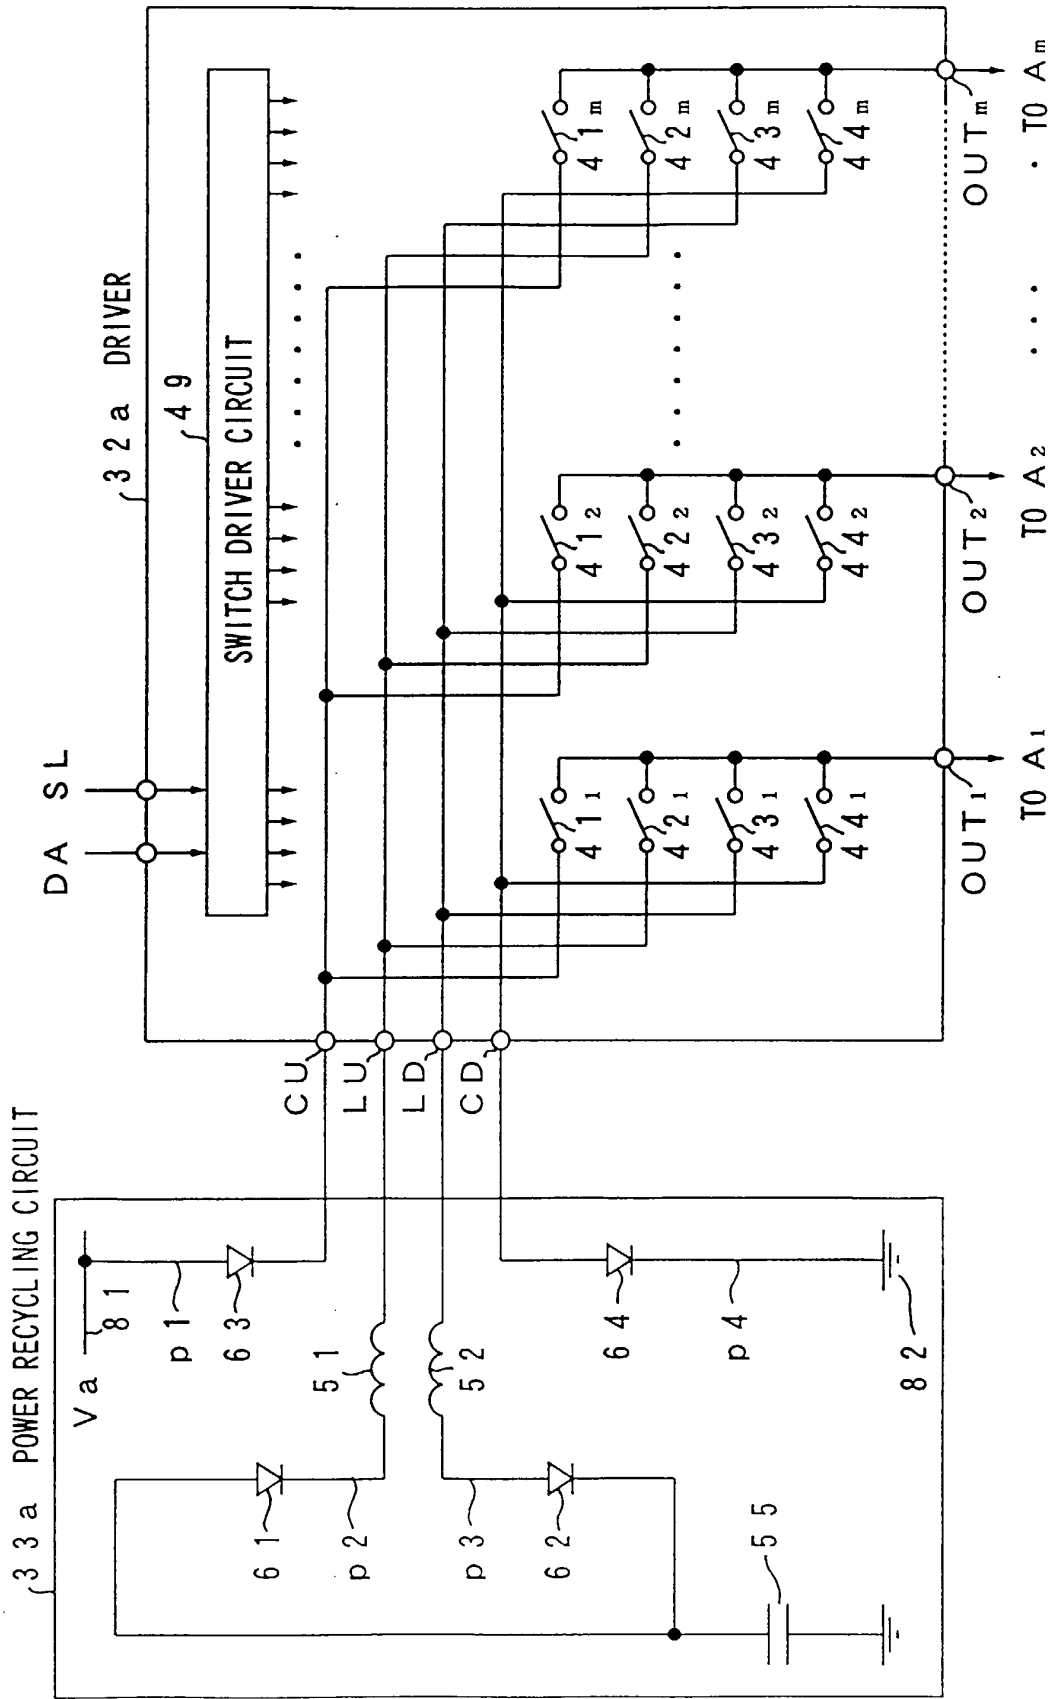 33a POWER RECYCLING CIRCUIT
Va
81
p1
63
61
p2
51
p3
62
52
55
64
p4
82
CU
LU
LD
CD
32a DRIVER
DA
SL
49
SWITCH DRIVER CIRCUIT
41₁
42₁
43₁
44₁
41₂
42₂
43₂
44₂
41m
42m
43m
44m
OUT₁
OUT₂
OUTm
TO A₁
TO A₂
TO Am